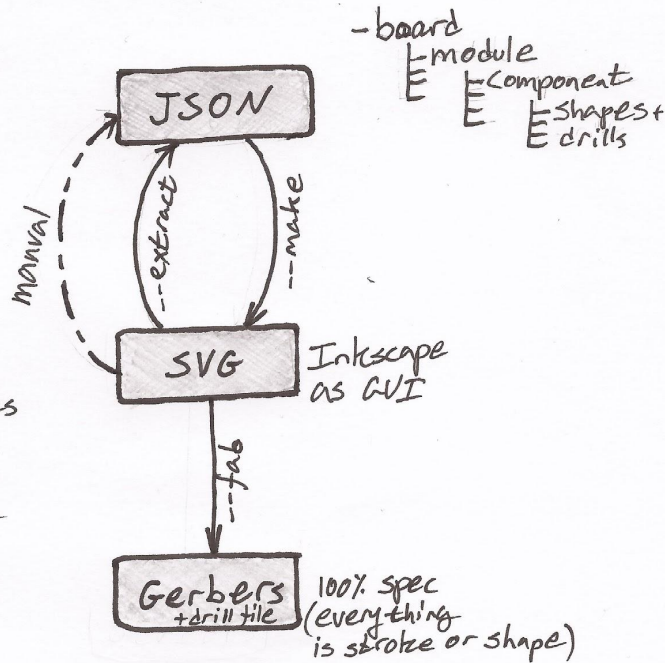 -board
module
Component
shapes+
drills
JSON
manual
--extract
--make
SVG
Inkscape
as GUI
s
--fab
Gerbers
+drill file
100% spec
(everything
is stroke or shape)